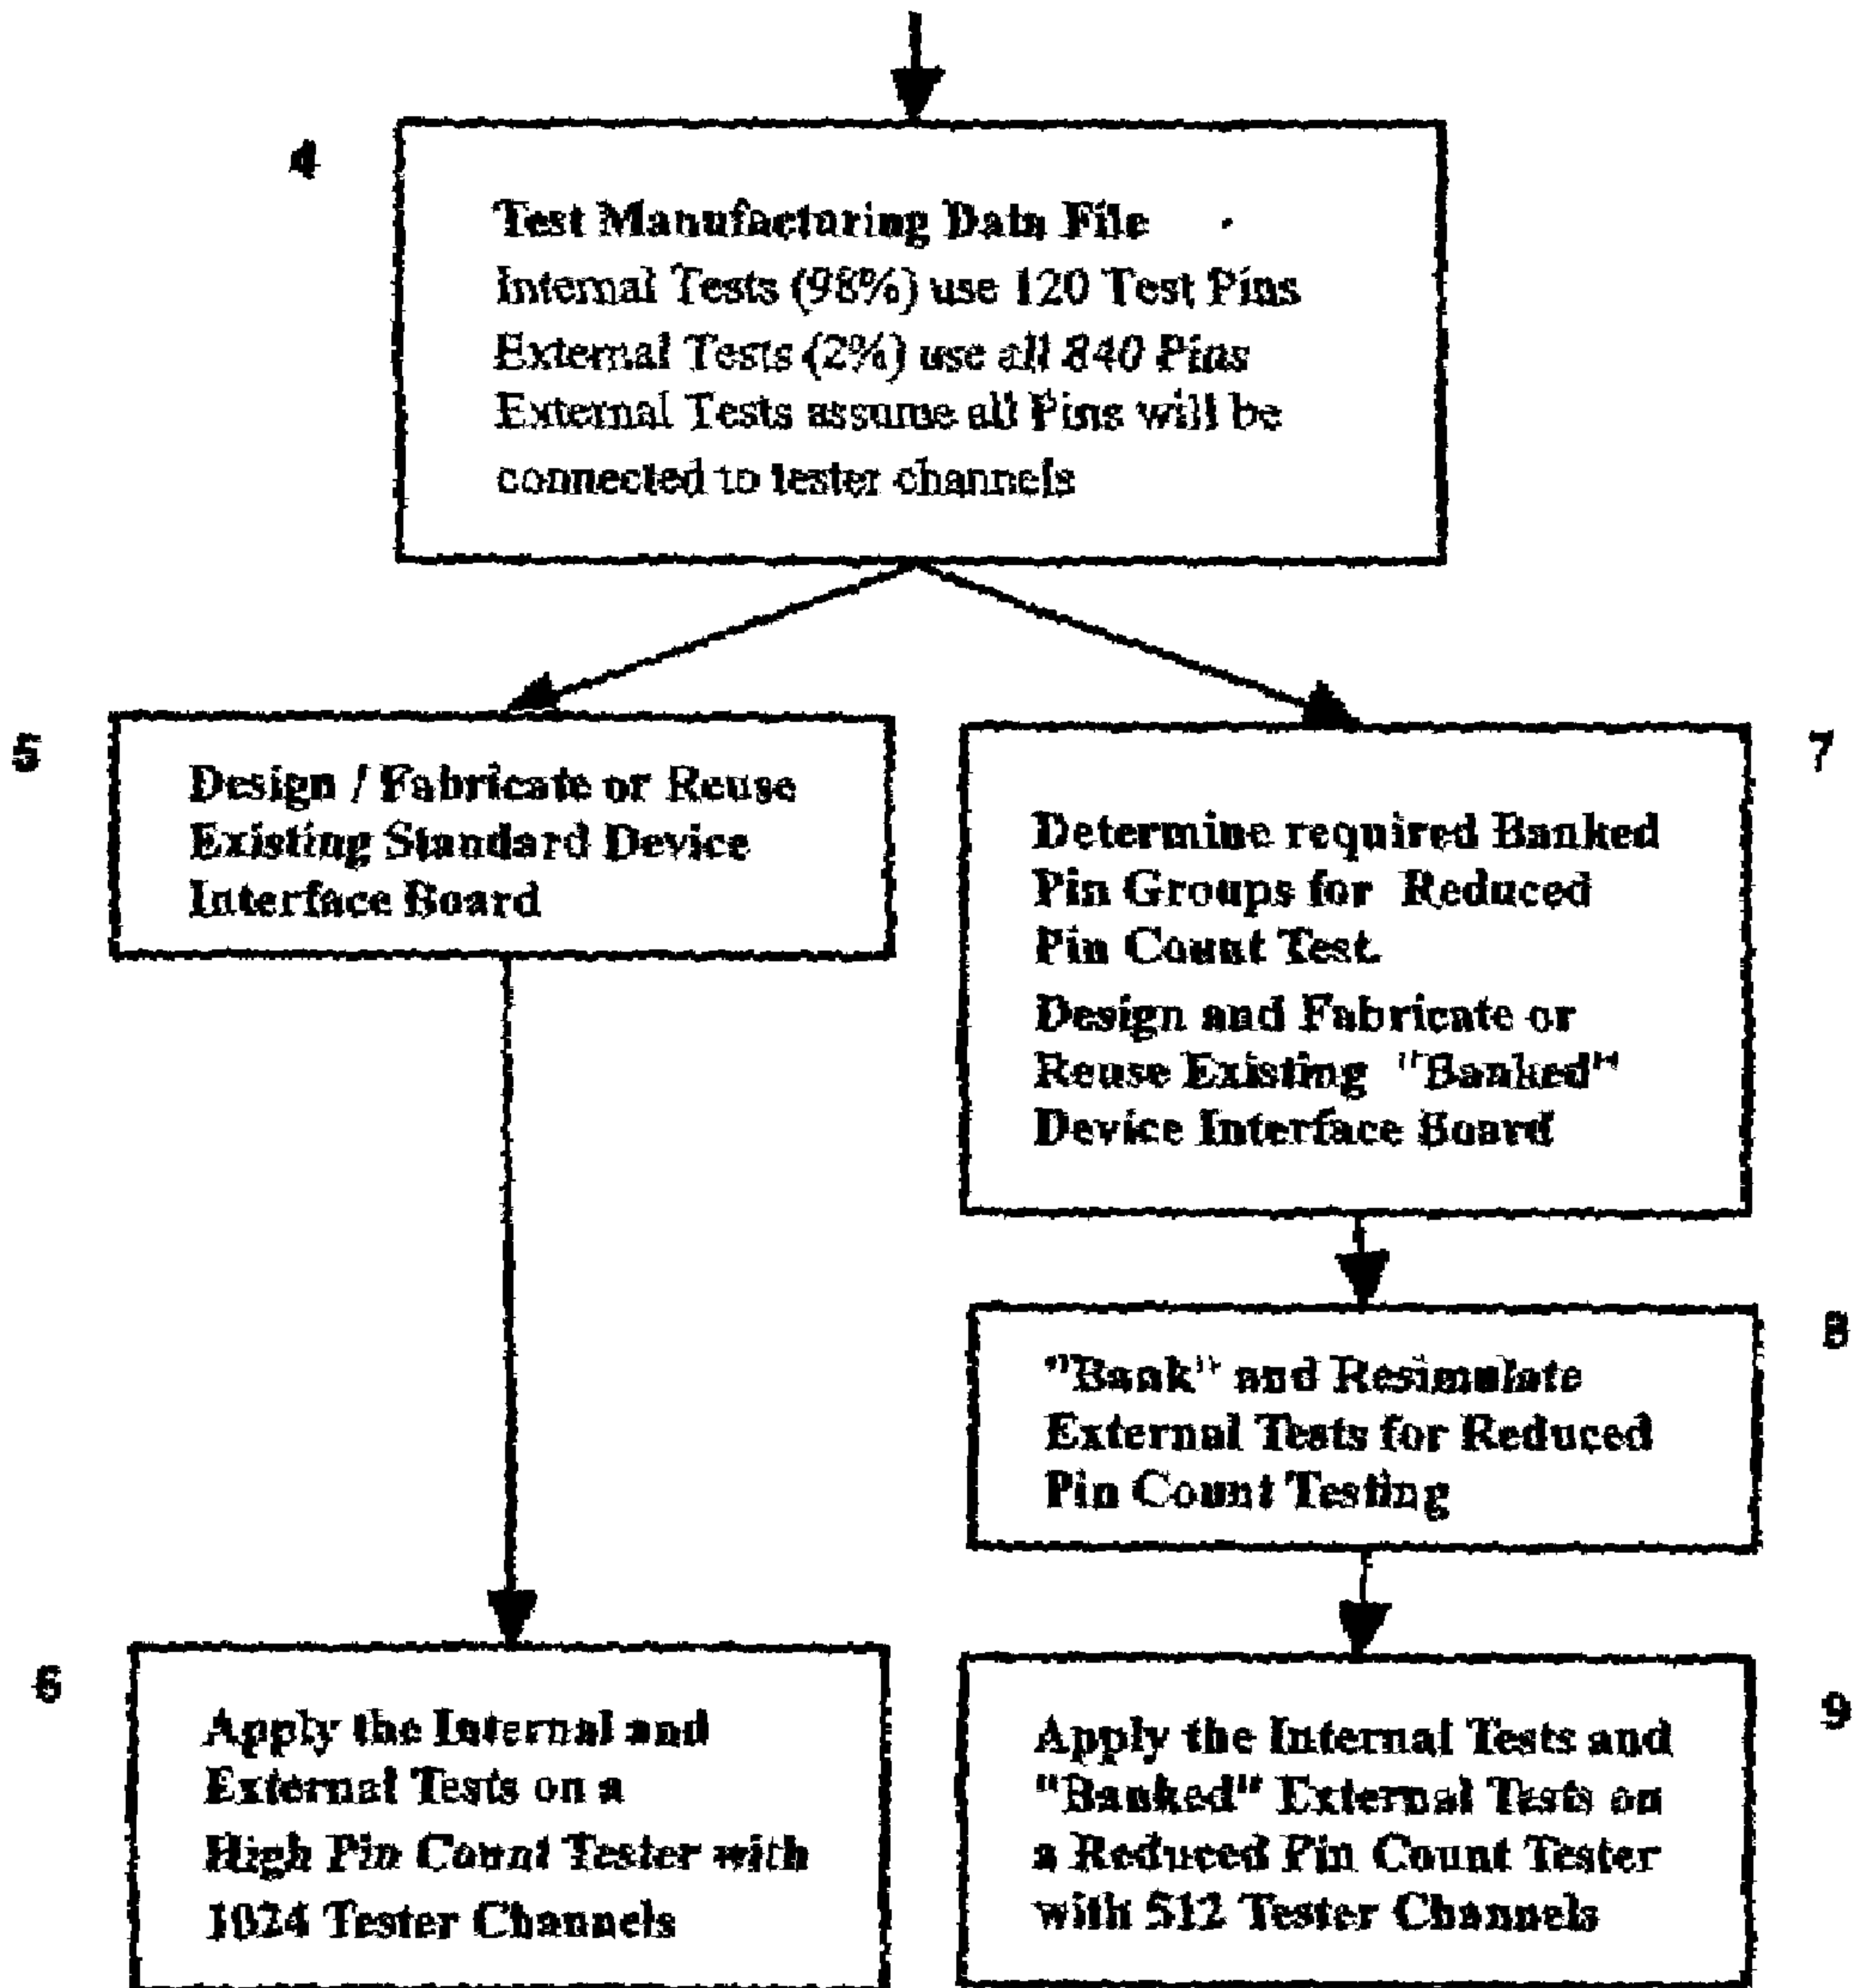 4
Test Manufacturing Data File
Internal Tests (98%) use 120 Test Pins
External Tests (2%) use all 840 Pins
External Tests assume all Pins will be
connected to tester channels
5
Design / Fabricate or Reuse
Existing Standard Device
Interface Board
7
Determine required Banked
Pin Groups for Reduced
Pin Count Test.
Design and Fabricate or
Reuse Existing "Banked"
Device Interface Board
8
"Bank" and Resimulate
External Tests for Reduced
Pin Count Testing
6
Apply the Internal and
External Tests on a
High Pin Count Tester with
1024 Tester Channels
9
Apply the Internal Tests and
"Banked" External Tests on
a Reduced Pin Count Tester
with 512 Tester Channels